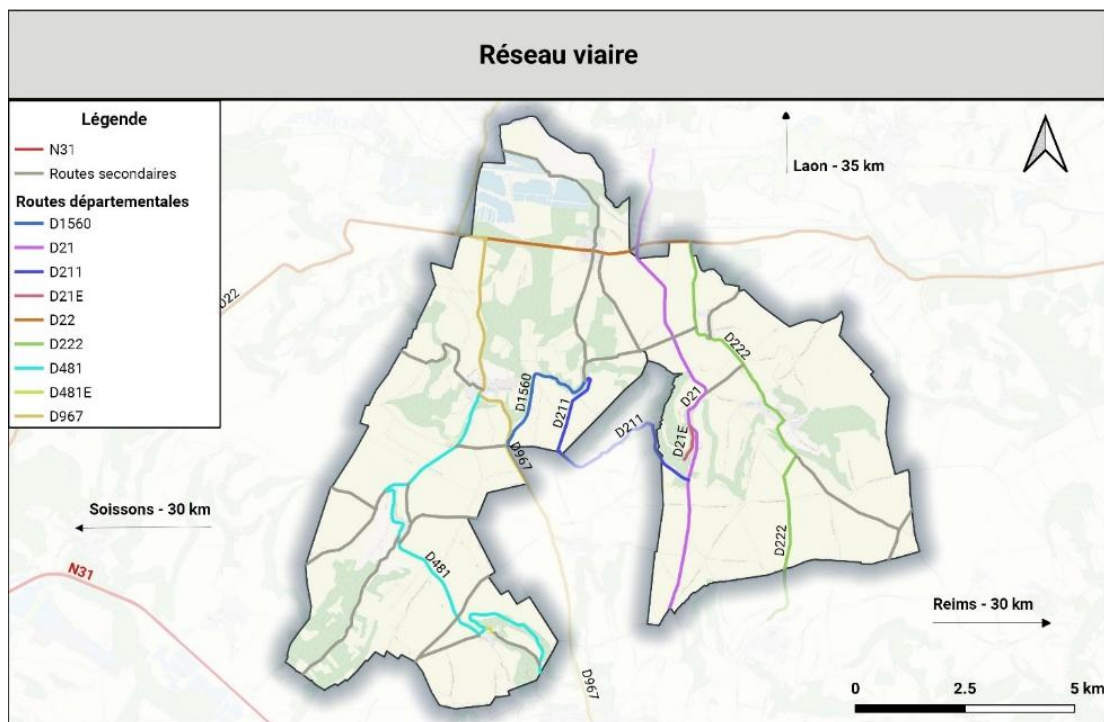 Réseau viaire
Légende
N31
Routes secondaires
Routes départementales
D1560
D21
D211
D21E
D22
D222
D481
D481E
D967
Laon - 35 km
D22
D222
D1560
D211
D21
D211
D21E
D967
Soissons - 30 km
D222
D481
N31
Reims - 30 km
D967
0 2.5 5 km